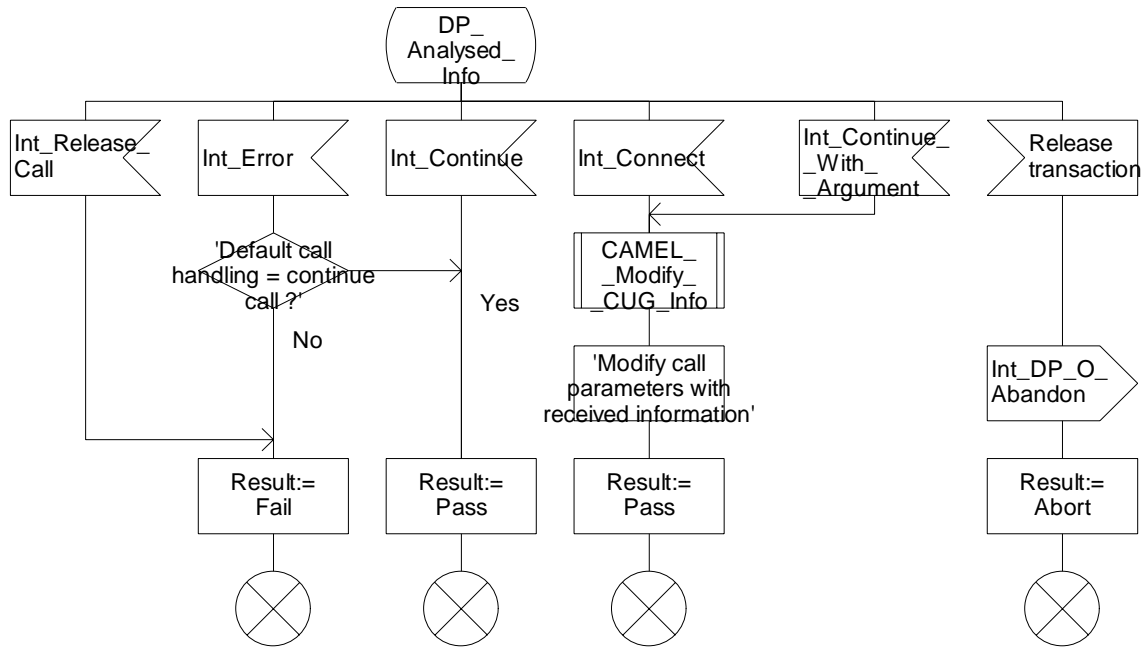 DP_
Analysed_
Info
Int_Release_
Call
Int_Error
Int_Continue
Int_Connect
Int_Continue_
_With_
_Argument
Release
transaction
'Default call
handling = continue
call ?'
Yes
No
CAMEL_
_Modify_
_CUG_Info
'Modify call
parameters with
received information'
Int_DP_O_
Abandon
Result:=
Fail
Result:=
Pass
Result:=
Pass
Result:=
Abort